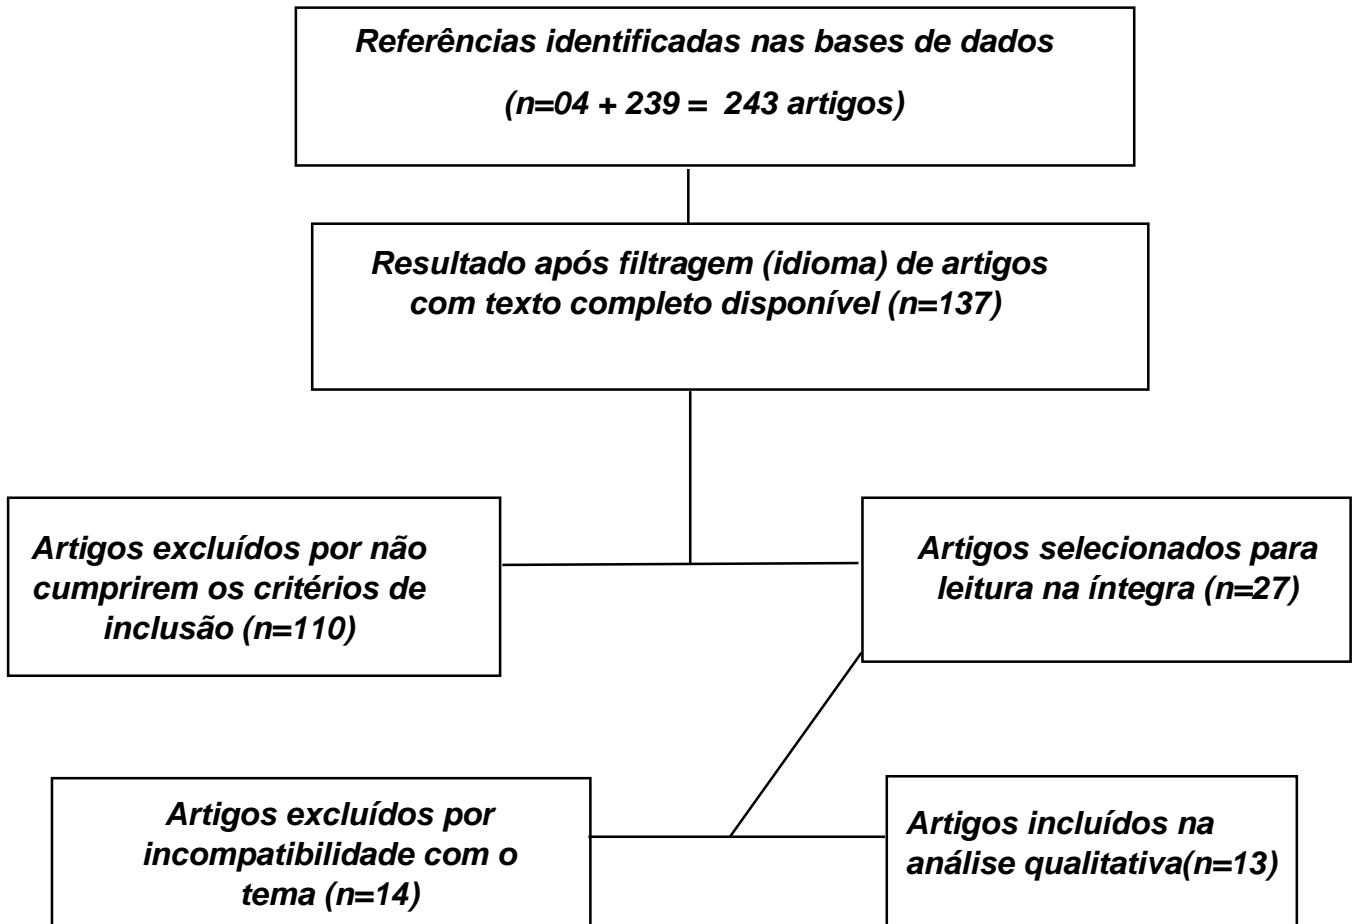 Referências identificadas nas bases de dados
(n=04 + 239 =  243 artigos)
Resultado após filtragem (idioma) de artigos
com texto completo disponível (n=137)
Artigos excluídos por não
cumprirem os critérios de
inclusão (n=110)
Artigos selecionados para
leitura na íntegra (n=27)
Artigos excluídos por
incompatibilidade com o
tema (n=14)
Artigos incluídos na
análise qualitativa(n=13)